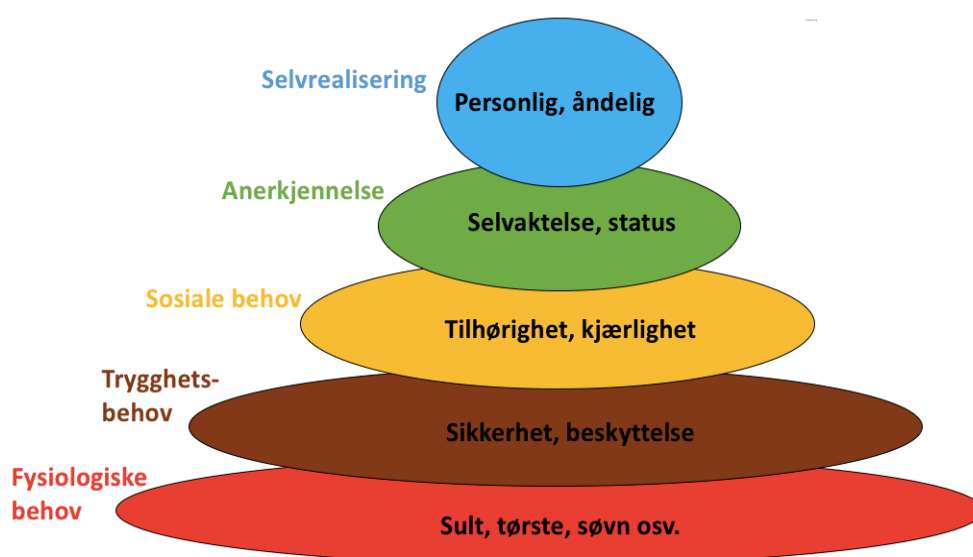 Selvrealisering
Personlig, åndelig
Anerkjennelse
Selvaktelse, status
Sosiale behov
Tilhørighet, kjærlighet
Trygghets-
behov
Sikkerhet, beskyttelse
Fysiologiske
behov
Sult, tørste, søvn osv.